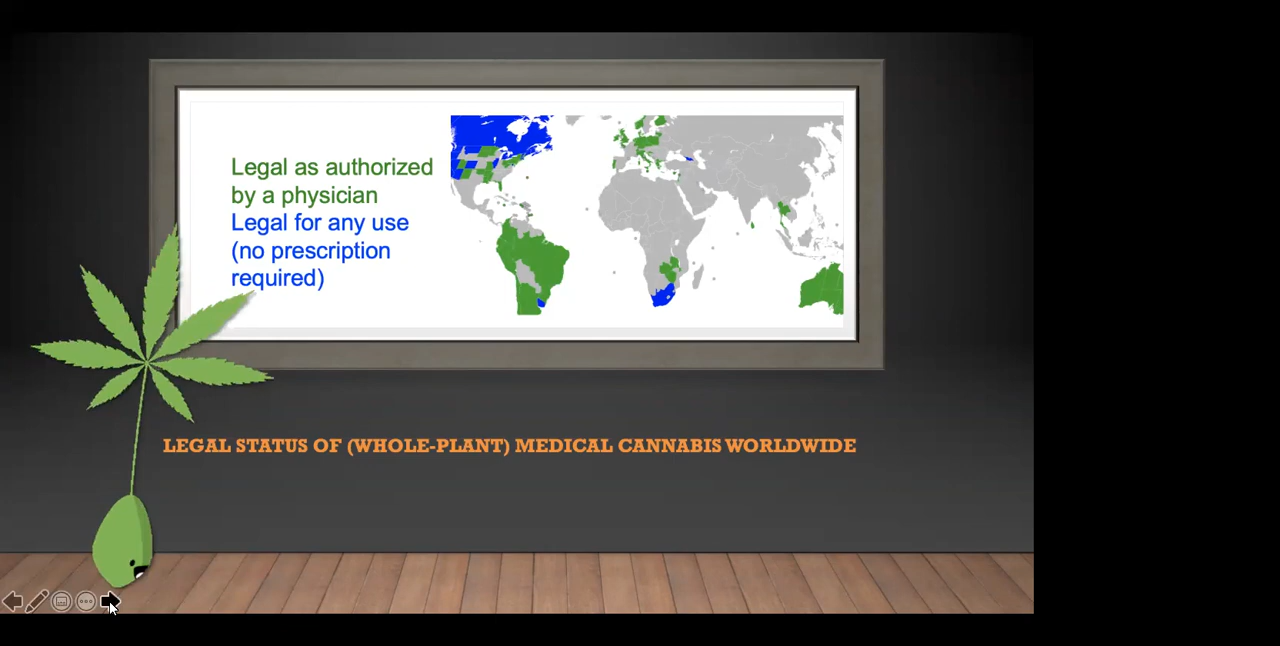 Legal as authorized
by a physician
Legal for any use
(no prescription
required)
LEGAL STATUS OF (WHOLE-PLANT) MEDICAL CANNABIS WORLDWIDE